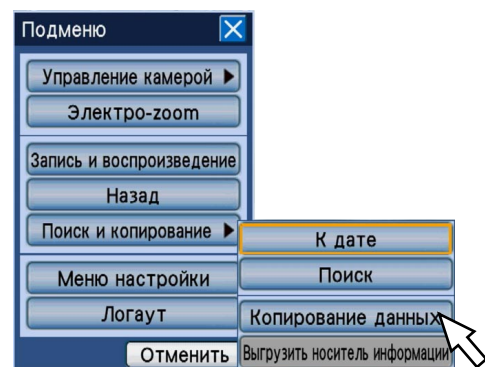 Подменю
Управление камерой
Электро-zoom
Запись и воспроизведение
Назад
Поиск и копирование
К дате
Поиск
Меню настройки
Логаут
Копирование данных
Отменить
Выгрузить носитель информации